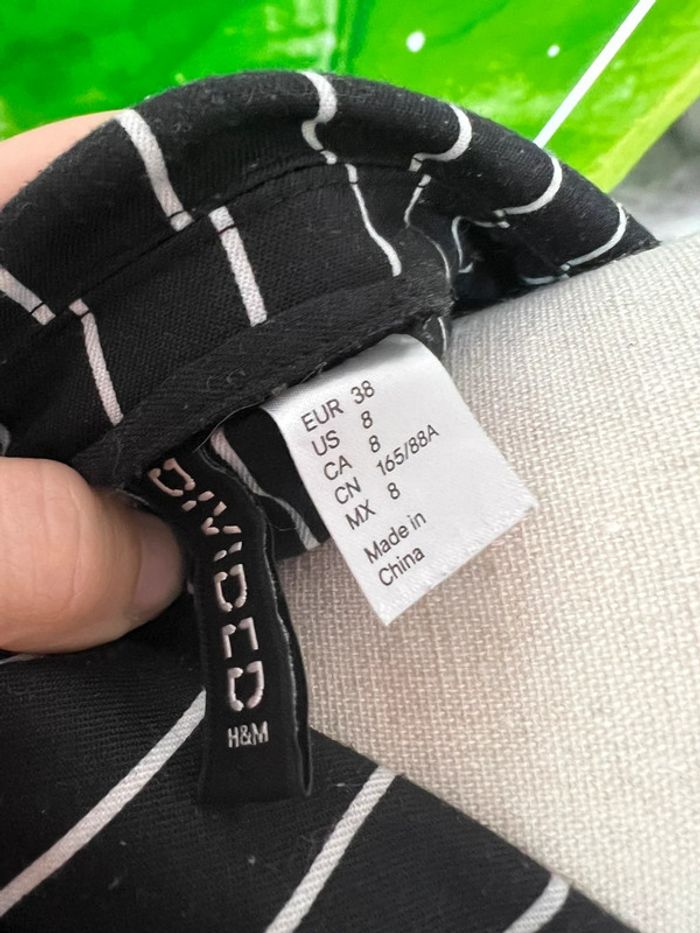 EUR 38
US 8
CA 8
CN 165/88A
MX 8
Made in
China
DIVIDED
H&M